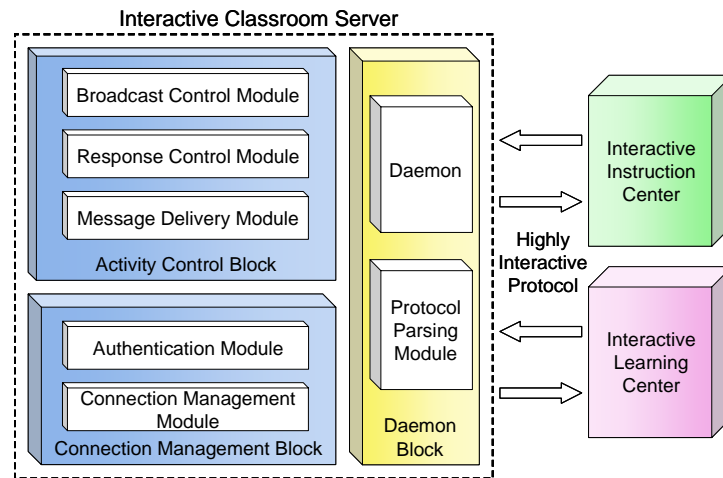 Interactive Classroom Server
Broadcast Control Module
Response Control Module
Message Delivery Module
Activity Control Block
Authentication Module
Connection Management
Module
Connection Management Block
Daemon
Protocol
Parsing
Module
Daemon
Block
Highly
Interactive
Protocol
Interactive
Instruction
Center
Interactive
Learning
Center